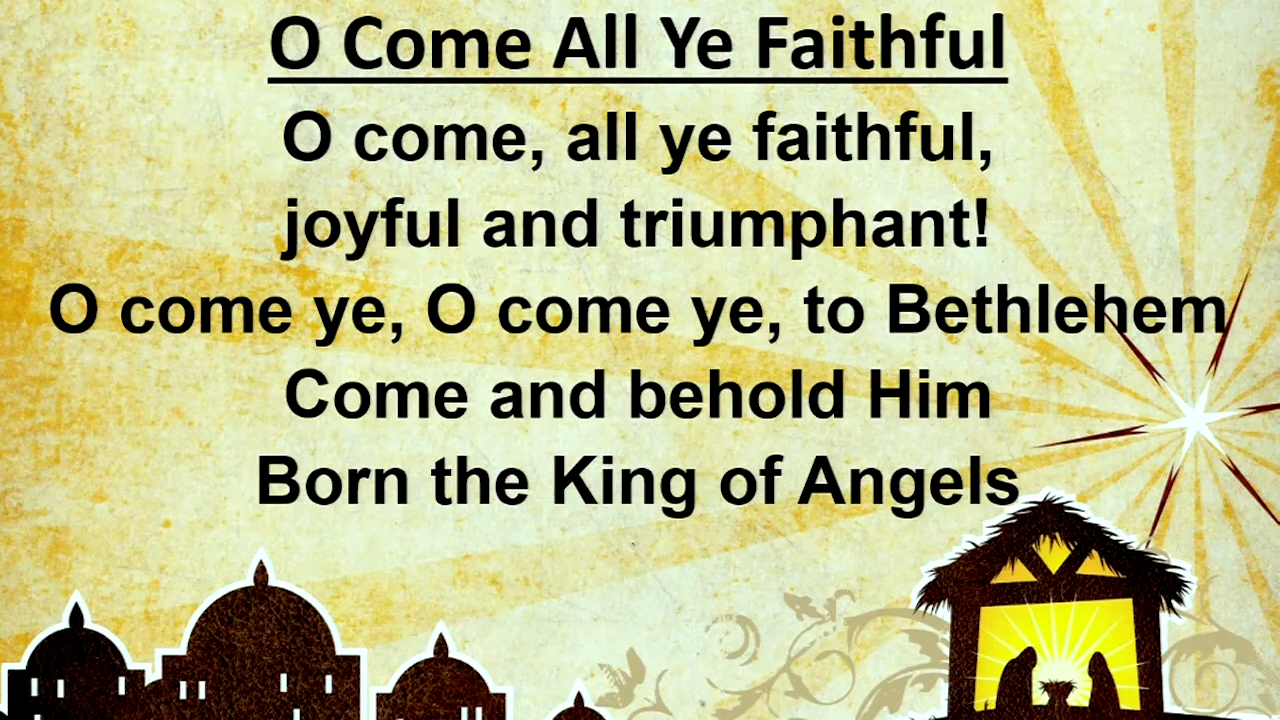 O Come All Ye Faithful
O come, all ye faithful,
joyful and triumphant!
O come ye, O come ye, to Bethlehem
Come and behold Him
Born the King of Angels